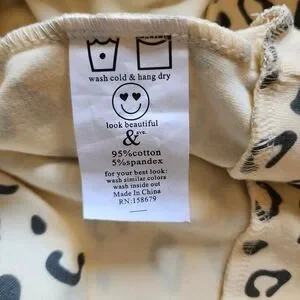 wash cold & hang dry
look beautiful
&
95%cotton
5%spandex
for your best look:
wash similar colors
wash inside out
Made In China
RN:158679